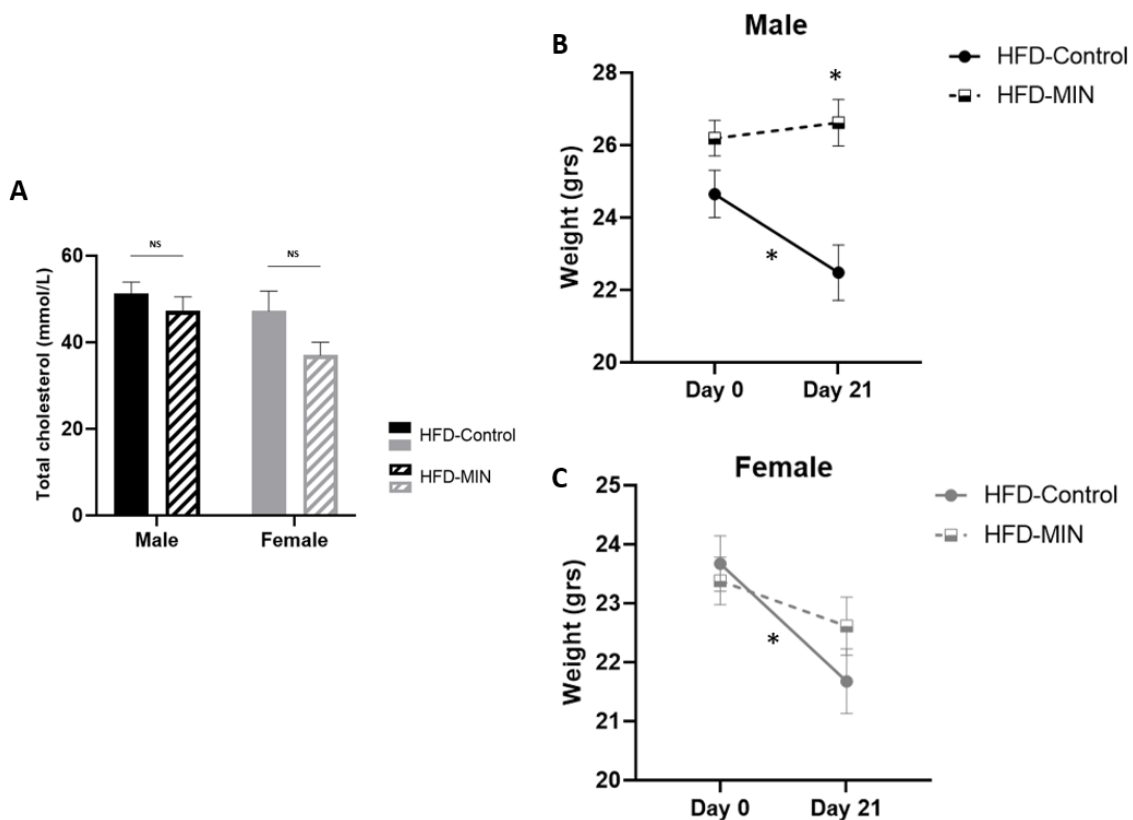 A
Total cholesterol (mmol/L)
60
40
20
0
NS
NS
Male
Female
HFD-Control
HFD-MIN
B
Male
Weight (grs)
28
26
24
22
20
*
*
Day 0
Day 21
HFD-Control
HFD-MIN
C
Female
Weight (grs)
25
24
23
22
21
20
*
Day 0
Day 21
HFD-Control
HFD-MIN